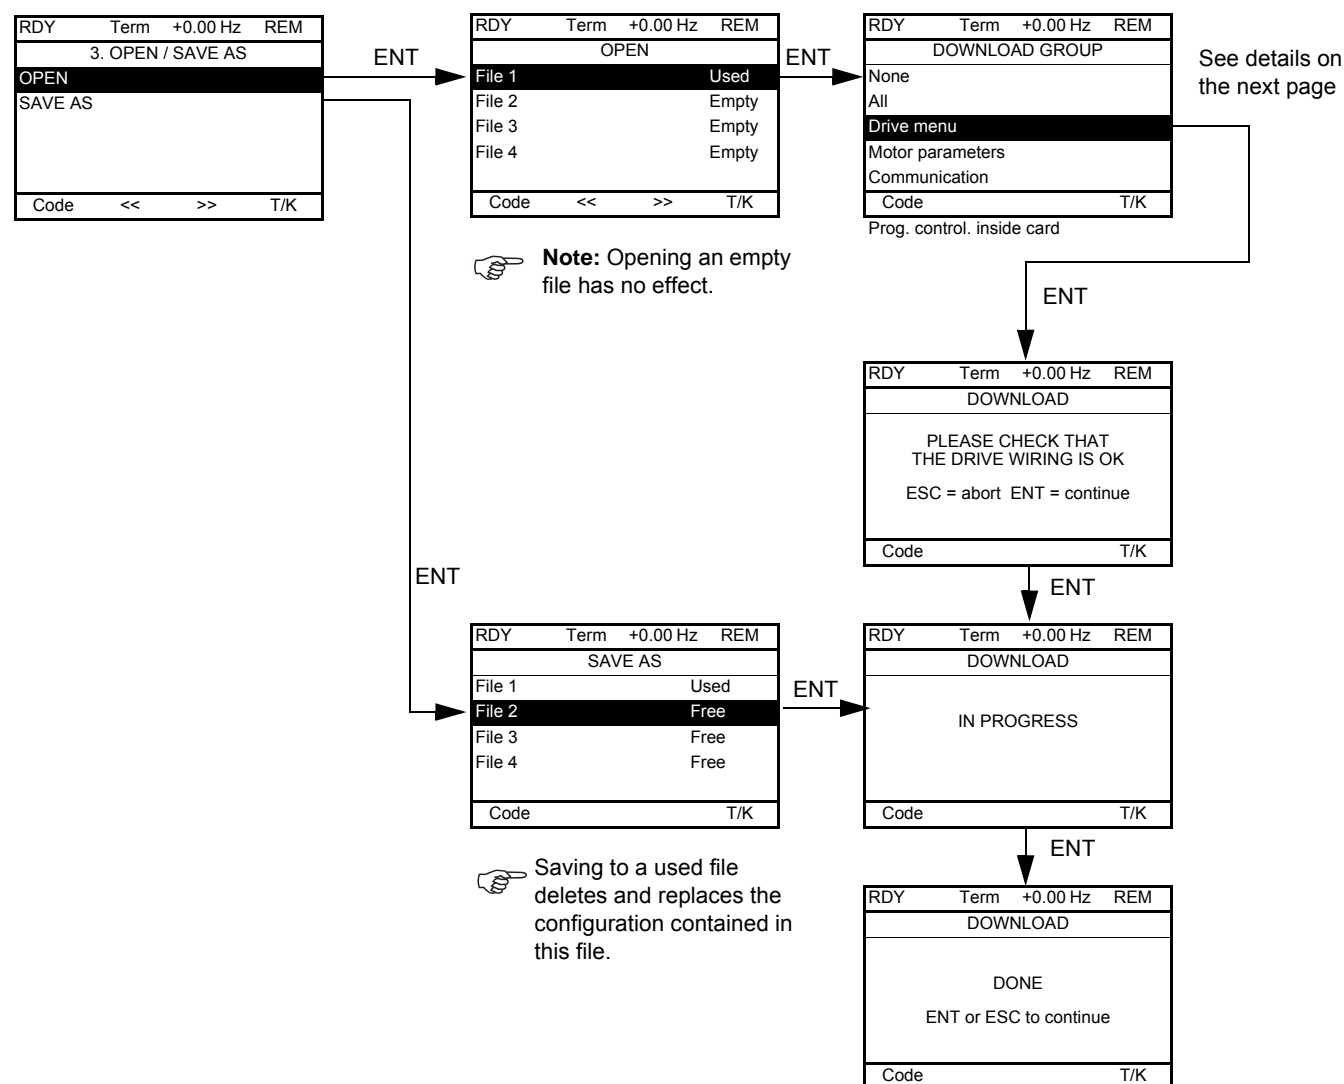 RDY Term +0.00 Hz REM
3. OPEN / SAVE AS
OPEN
SAVE AS
Code << >> T/K
ENT
RDY Term +0.00 Hz REM
OPEN
File 1 Used
File 2 Empty
File 3 Empty
File 4 Empty
Code << >> T/K
Note: Opening an empty
file has no effect.
ENT
RDY Term +0.00 Hz REM
DOWNLOAD GROUP
None
All
Drive menu
Motor parameters
Communication
Code T/K
Prog. control. inside card
See details on
the next page
ENT
RDY Term +0.00 Hz REM
DOWNLOAD
PLEASE CHECK THAT
THE DRIVE WIRING IS OK
ESC = abort ENT = continue
Code T/K
ENT
ENT
RDY Term +0.00 Hz REM
SAVE AS
File 1 Used
File 2 Free
File 3 Free
File 4 Free
Code T/K
Saving to a used file
deletes and replaces the
configuration contained in
this file.
ENT
RDY Term +0.00 Hz REM
DOWNLOAD
IN PROGRESS
Code T/K
ENT
RDY Term +0.00 Hz REM
DOWNLOAD
DONE
ENT or ESC to continue
Code T/K